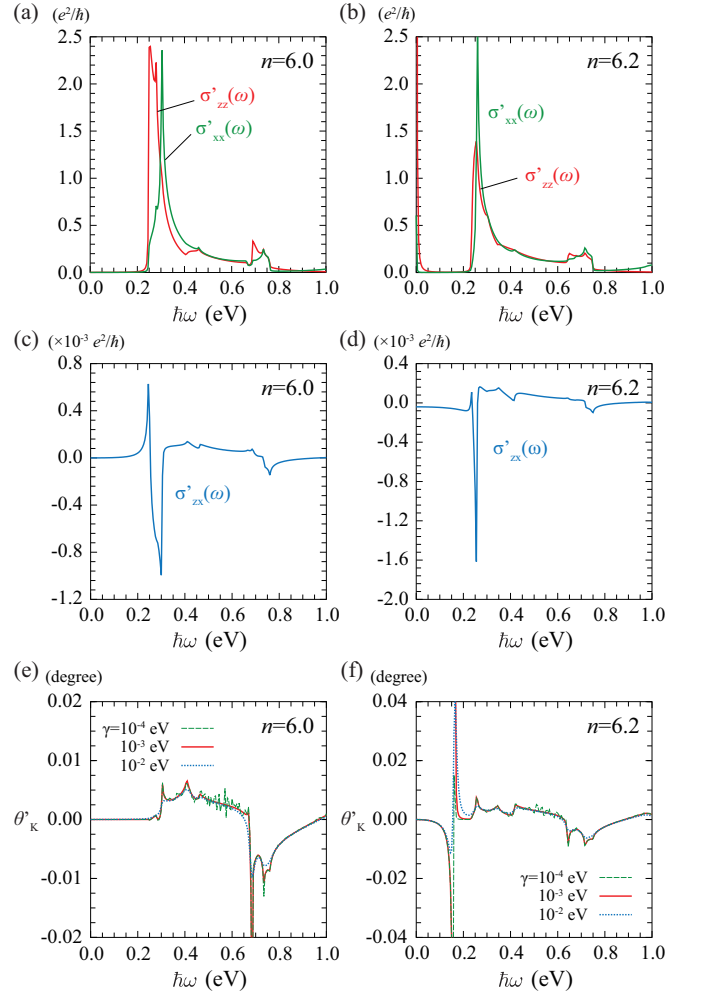 (a) (e²/ħ)
2.5
2.0
1.5
1.0
0.5
0.0
n=6.0
σ'zz(ω)
σ'xx(ω)
0.0 0.2 0.4 0.6 0.8 1.0
ħω (eV)
(b) (e²/ħ)
2.5
2.0
1.5
1.0
0.5
0.0
n=6.2
σ'xx(ω)
σ'zz(ω)
0.0 0.2 0.4 0.6 0.8 1.0
ħω (eV)
(c) (×10⁻³ e²/ħ)
0.8
0.4
0.0
-0.4
-0.8
-1.2
n=6.0
σ'zx(ω)
0.0 0.2 0.4 0.6 0.8 1.0
ħω (eV)
(d) (×10⁻³ e²/ħ)
0.4
0.0
-0.4
-0.8
-1.2
-1.6
-2.0
n=6.2
σ'zx(ω)
0.0 0.2 0.4 0.6 0.8 1.0
ħω (eV)
(e) (degree)
0.02
0.01
0.00
-0.01
-0.02
θ'K
n=6.0
γ=10⁻⁴ eV
10⁻³ eV
10⁻² eV
0.0 0.2 0.4 0.6 0.8 1.0
ħω (eV)
(f) (degree)
0.04
0.02
0.00
-0.02
-0.04
θ'K
n=6.2
γ=10⁻⁴ eV
10⁻³ eV
10⁻² eV
0.0 0.2 0.4 0.6 0.8 1.0
ħω (eV)